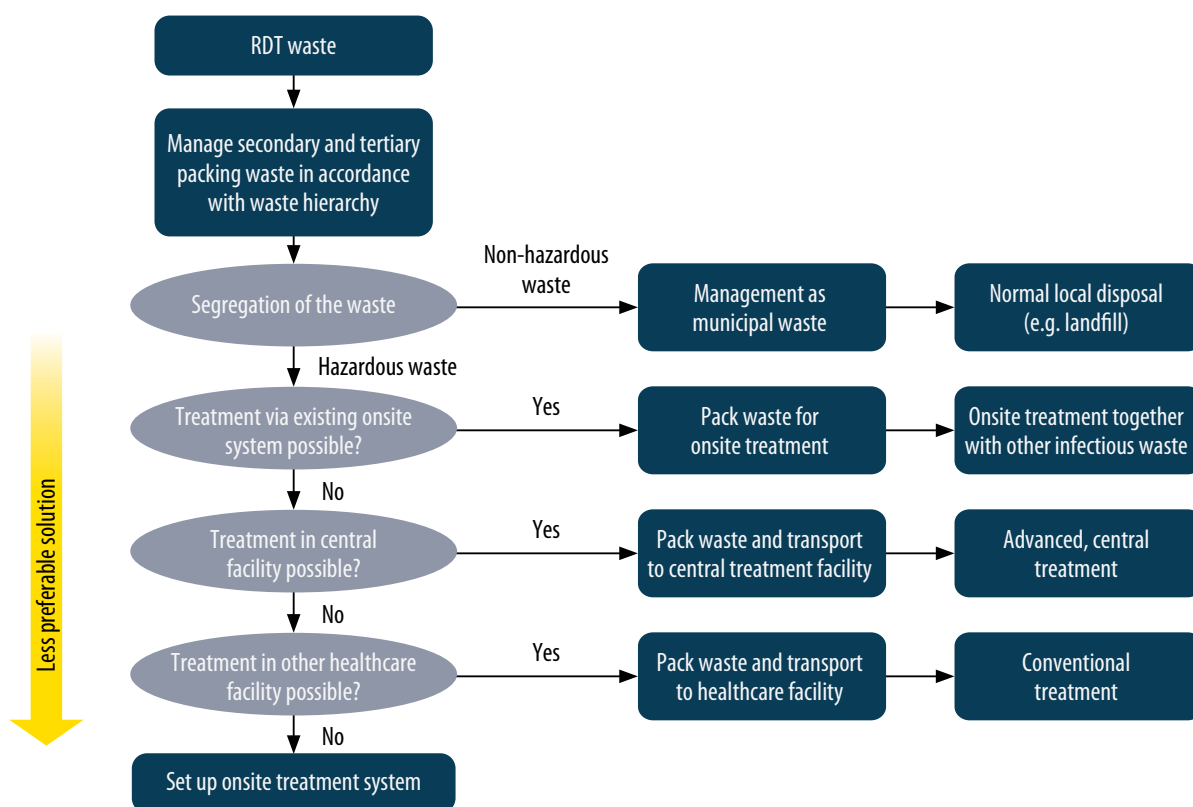 RDT waste
Manage secondary and tertiary
packing waste in accordance
with waste hierarchy
Segregation of the waste
Non-hazardous
waste
Management as
municipal waste
Normal local disposal
(e.g. landfill)
Hazardous waste
Treatment via existing onsite
system possible?
Yes
Pack waste for
onsite treatment
Onsite treatment together
with other infectious waste
No
Treatment in central
facility possible?
Yes
Pack waste and transport
to central treatment facility
Advanced, central
treatment
No
Treatment in other healthcare
facility possible?
Yes
Pack waste and transport
to healthcare facility
Conventional
treatment
No
Set up onsite treatment system
Less preferable solution